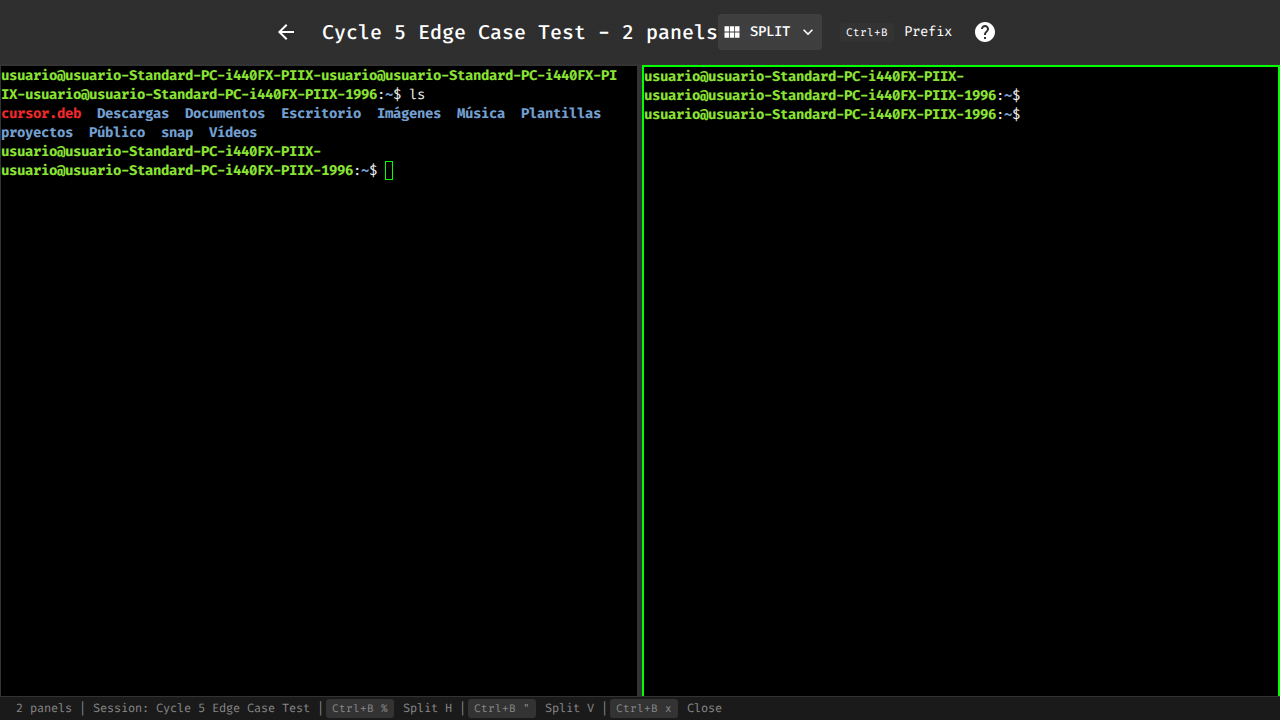 Cycle 5 Edge Case Test - 2 panels SPLIT Ctrl+B Prefix ?
usuario@usuario-Standard-PC-i440FX-PIIX-usuario@usuario-Standard-PC-i440FX-PI
IX-usuario@usuario-Standard-PC-i440FX-PIIX-1996:~$ ls
cursor.deb Descargas Documentos Escritorio Imágenes Música Plantillas
proyectos Público snap Vídeos
usuario@usuario-Standard-PC-i440FX-PIIX-
usuario@usuario-Standard-PC-i440FX-PIIX-1996:~$
usuario@usuario-Standard-PC-i440FX-PIIX-
usuario@usuario-Standard-PC-i440FX-PIIX-1996:~$
usuario@usuario-Standard-PC-i440FX-PIIX-1996:~$
2 panels | Session: Cycle 5 Edge Case Test | Ctrl+B % Split H | Ctrl+B " Split V | Ctrl+B x Close